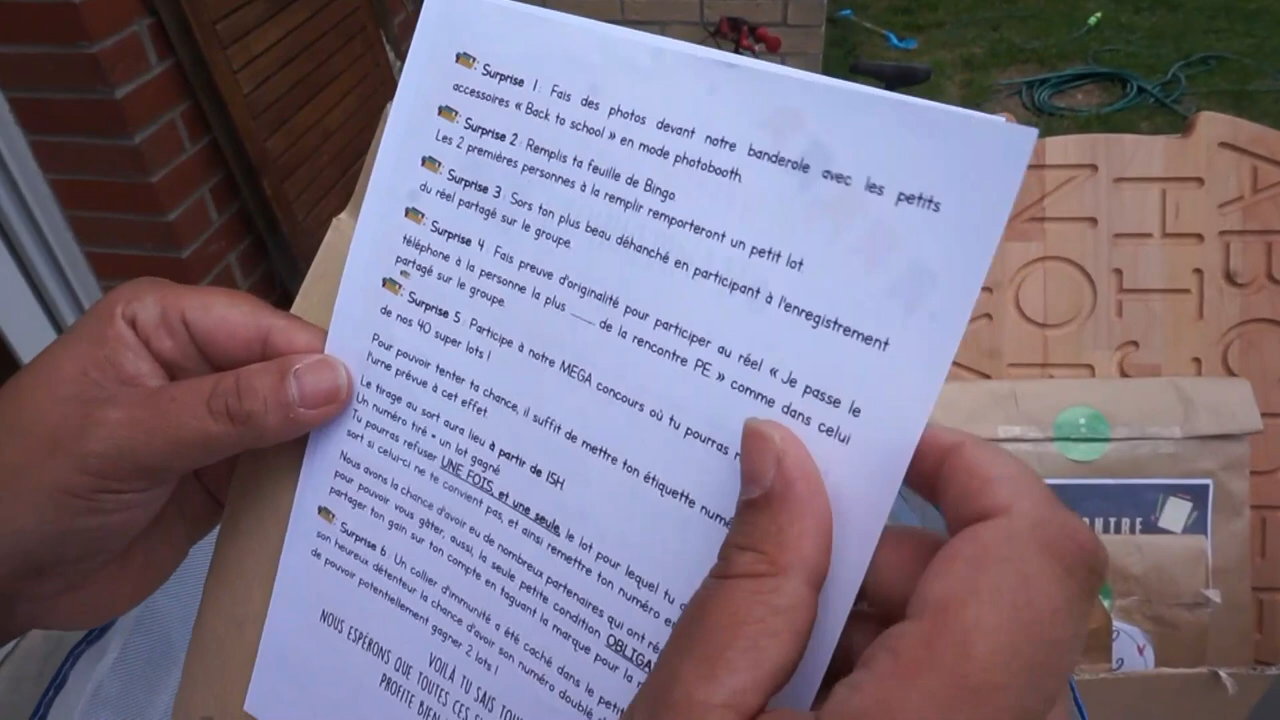 Surprise 1 : Fais des photos devant notre banderole avec les petits
accessoires « Back to school » en mode photobooth.
Surprise 2 : Remplis ta feuille de Bingo.
Les 2 premières personnes à la remplir remporteront un petit lot.
Surprise 3 : Sors ton plus beau déhanché en participant à l'enregistrement
du réel partagé sur le groupe.
Surprise 4 : Fais preuve d'originalité pour participer au réel « Je passe le
téléphone à la personne la plus ____ de la rencontre PE » comme dans celui
partagé sur le groupe.
Surprise 5 : Participe à notre MEGA concours où tu pourras
de nos 40 super lots !
Pour pouvoir tenter ta chance, il suffit de mettre ton étiquette
l'urne prévue à cet effet.
Le tirage au sort aura lieu à partir de 15H
Un numéro tiré = un lot gagné
Tu pourras refuser UNE FOIS, et une seule, le lot pour lequel tu
sort si celui-ci ne te convient pas, et ainsi remettre ton numéro
Nous avons la chance d'avoir eu de nombreux partenaires qui ont
pour pouvoir vous gâter, aussi, la seule petite condition
partager ton gain sur ton compte en taguant la marque pour la
Surprise 6 : Un collier d'immunité a été caché dans le
son heureux détenteur la chance d'avoir son numéro doublé
de pouvoir potentiellement gagner 2 lots !
VOILÀ TU SAIS
NOUS ESPÉRONS QUE TOUTES CES
PROFITE